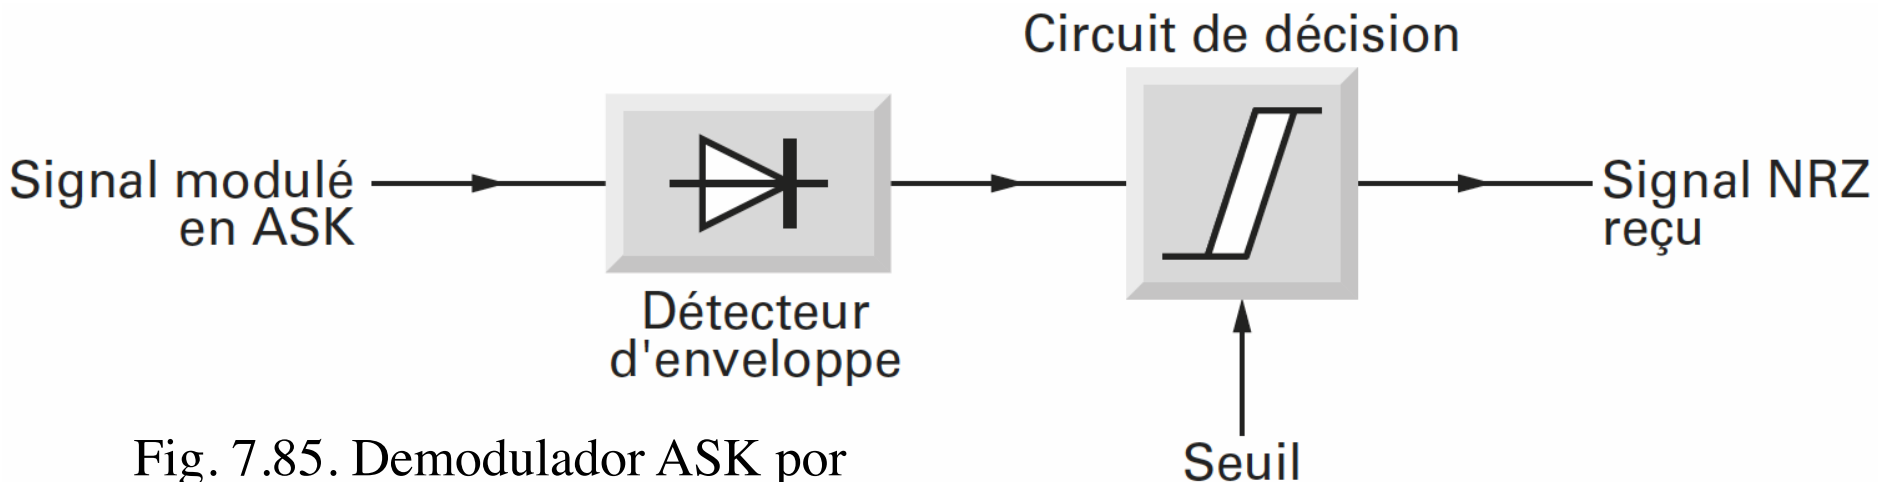 Circuit de décision
Signal modulé
en ASK
Détecteur
d'enveloppe
Signal NRZ
reçu
Seuil
Fig. 7.85. Demodulador ASK por